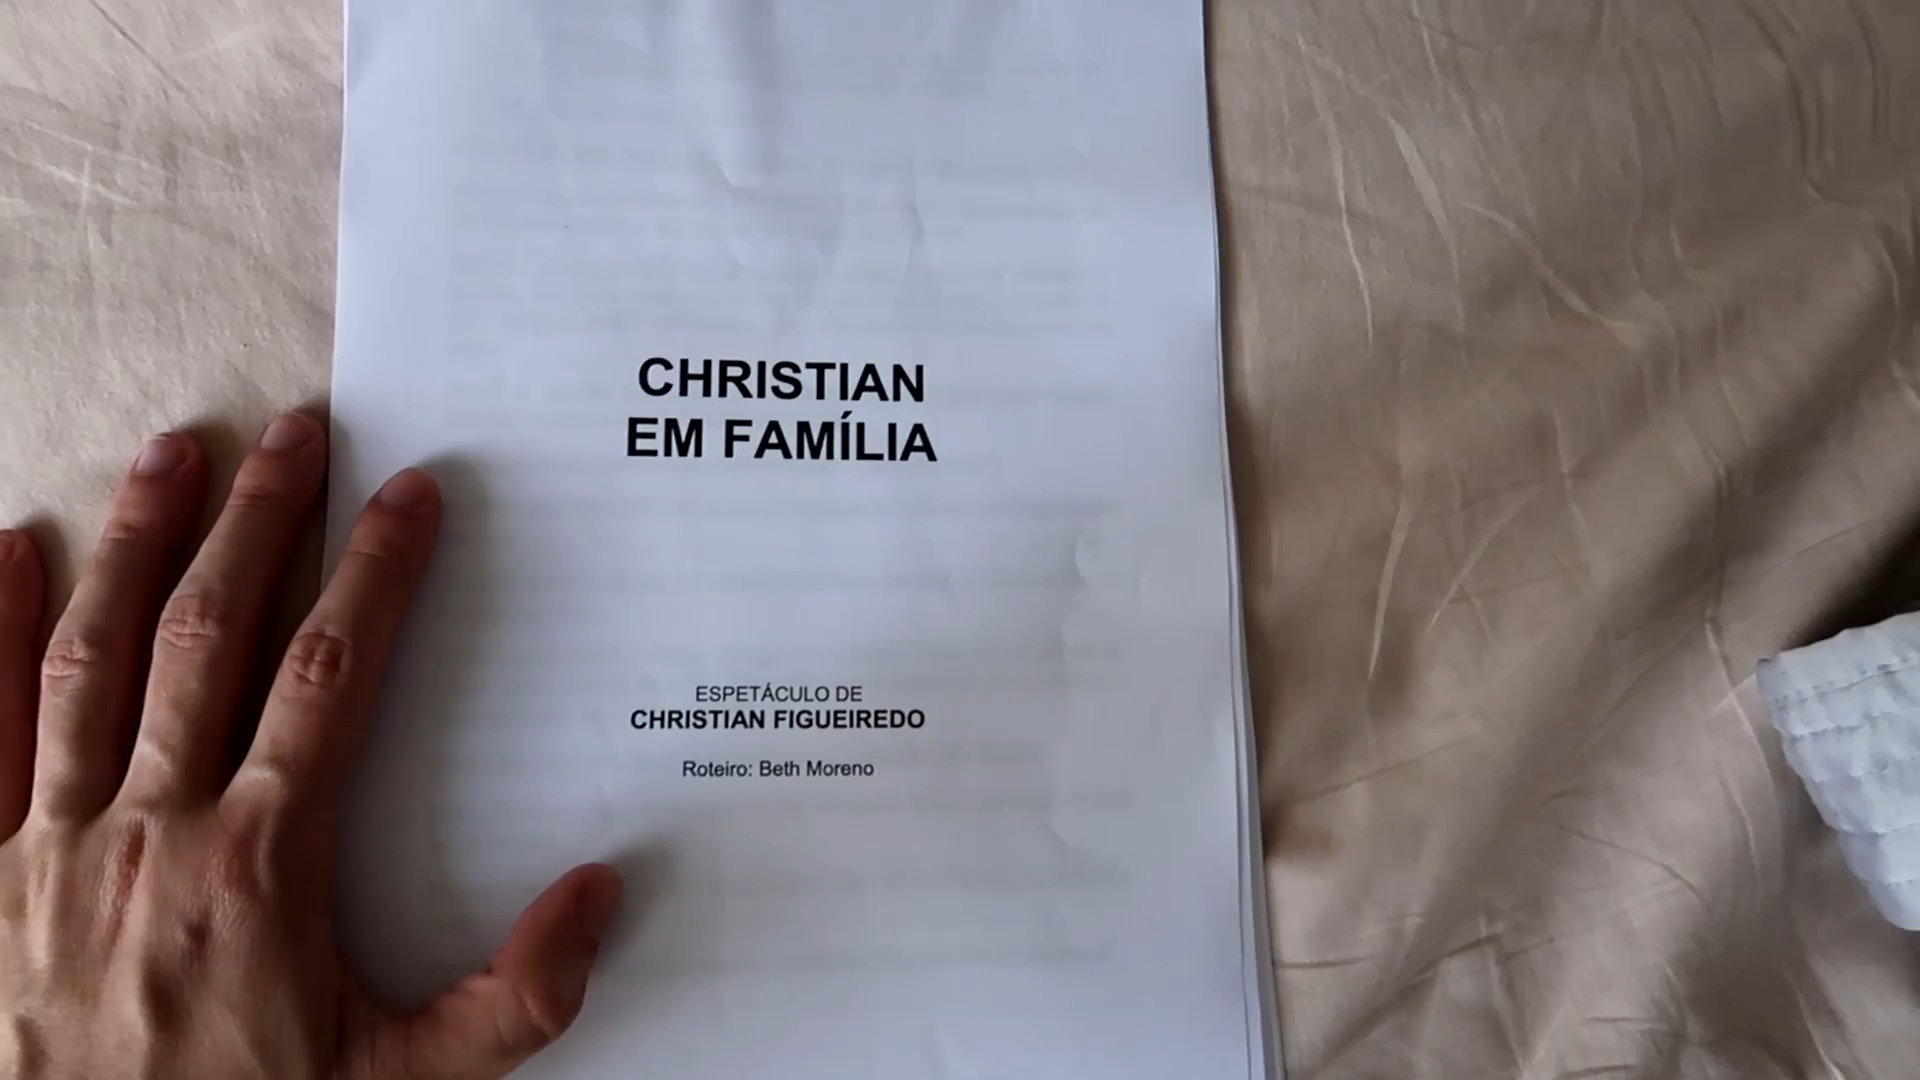 CHRISTIAN
EM FAMÍLIA
ESPETÁCULO DE
CHRISTIAN FIGUEIREDO
Roteiro: Beth Moreno